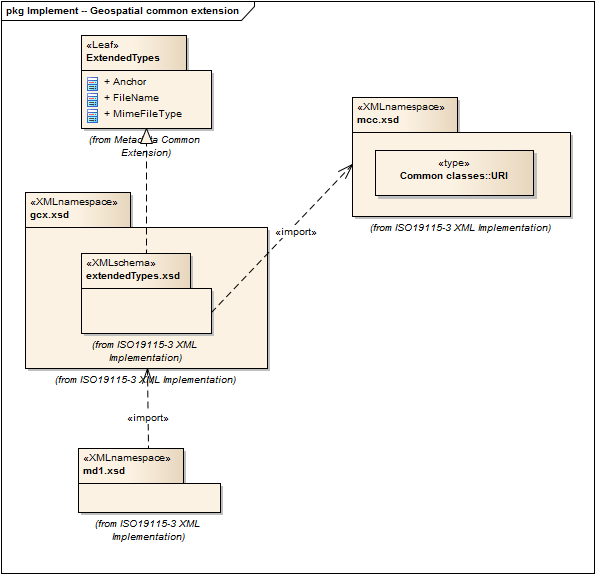 pkg Implement -- Geospatial common extension
«Leaf»
ExtendedTypes
+ Anchor
+ FileName
+ MimeFileType
(from Metadata Common
Extension)
«XMLnamespace»
mcc.xsd
«type»
Common classes::URI
(from ISO19115-3 XML Implementation)
«XMLnamespace»
gcx.xsd
«import»
«XMLschema»
extendedTypes.xsd
(from ISO19115-3 XML
Implementation)
(from ISO19115-3 XML Implementation)
«import»
«XMLnamespace»
md1.xsd
(from ISO19115-3 XML
Implementation)